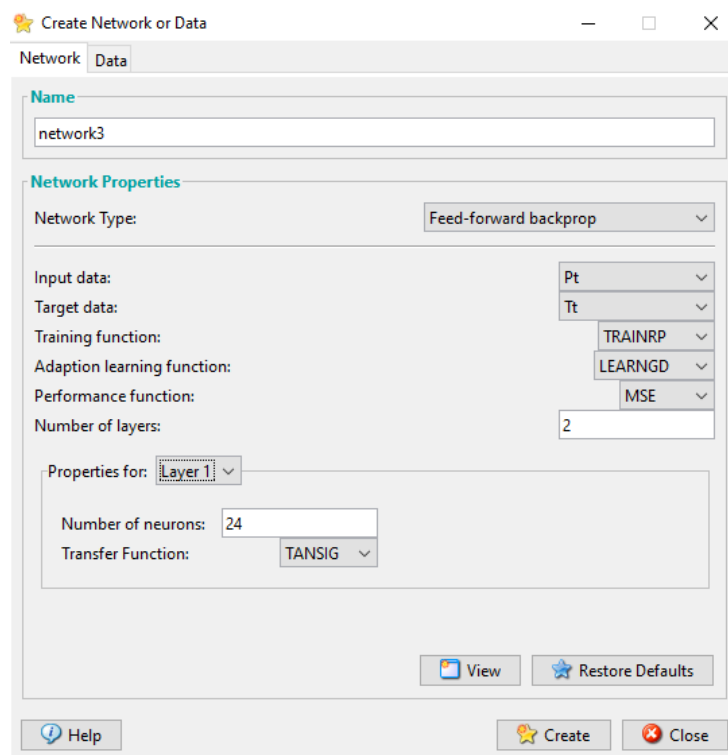 Create Network or Data
Network Data
Name
network3
Network Properties
Network Type: Feed-forward backprop
Input data: Pt
Target data: Tt
Training function: TRAINRP
Adaption learning function: LEARNGD
Performance function: MSE
Number of layers: 2
Properties for: Layer 1
Number of neurons: 24
Transfer Function: TANSIG
View Restore Defaults
Help Create Close